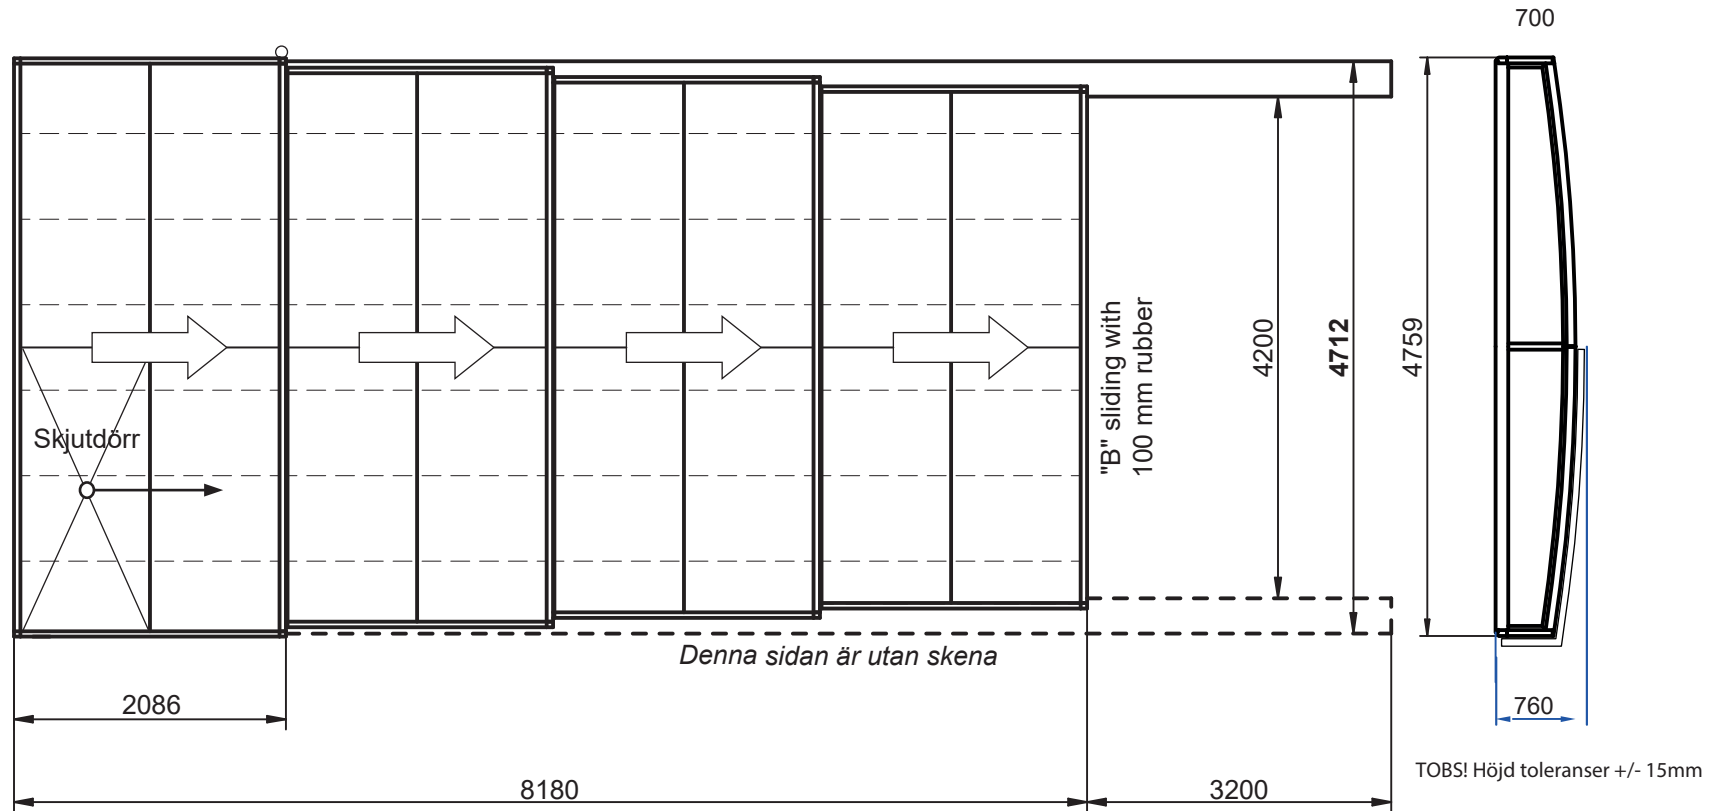 700
Skjutdörr
"B" sliding with
100 mm rubber
4200
4712
4759
Denna sidan är utan skena
2086
760
TOBS! Höjd toleranser +/- 15mm
8180
3200